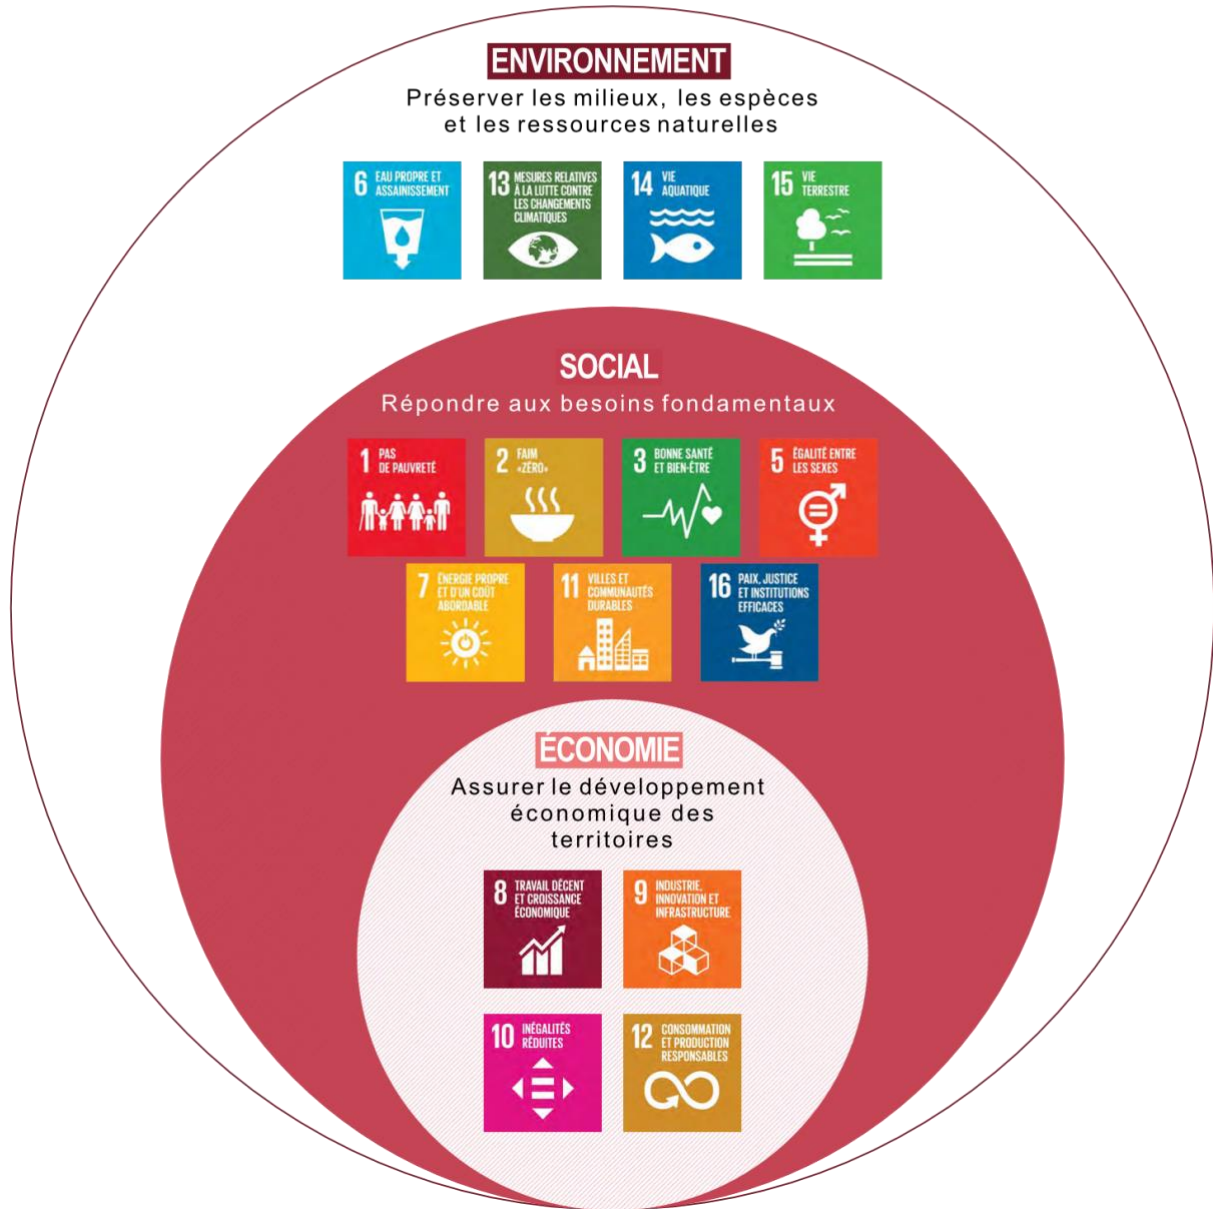 ENVIRONNEMENT
Préserver les milieux, les espèces
et les ressources naturelles
6 EAU PROPRE ET
ASSAINISSEMENT
13 MESURES RELATIVES
À LA LUTTE CONTRE
LES CHANGEMENTS
CLIMATIQUES
14 VIE
AQUATIQUE
15 VIE
TERRESTRE
SOCIAL
Répondre aux besoins fondamentaux
1 PAS
DE PAUVRETÉ
2 FAIM
«ZÉRO»
3 BONNE SANTÉ
ET BIEN-ÊTRE
5 ÉGALITÉ ENTRE
LES SEXES
7 ÉNERGIE PROPRE
ET D'UN COÛT
ABORDABLE
11 VILLES ET
COMMUNAUTÉS
DURABLES
16 PAIX, JUSTICE
ET INSTITUTIONS
EFFICACES
ÉCONOMIE
Assurer le développement
économique des
territoires
8 TRAVAIL DÉCENT
ET CROISSANCE
ÉCONOMIQUE
9 INDUSTRIE,
INNOVATION ET
INFRASTRUCTURE
10 INÉGALITÉS
RÉDUITES
12 CONSOMMATION
ET PRODUCTION
RESPONSABLES